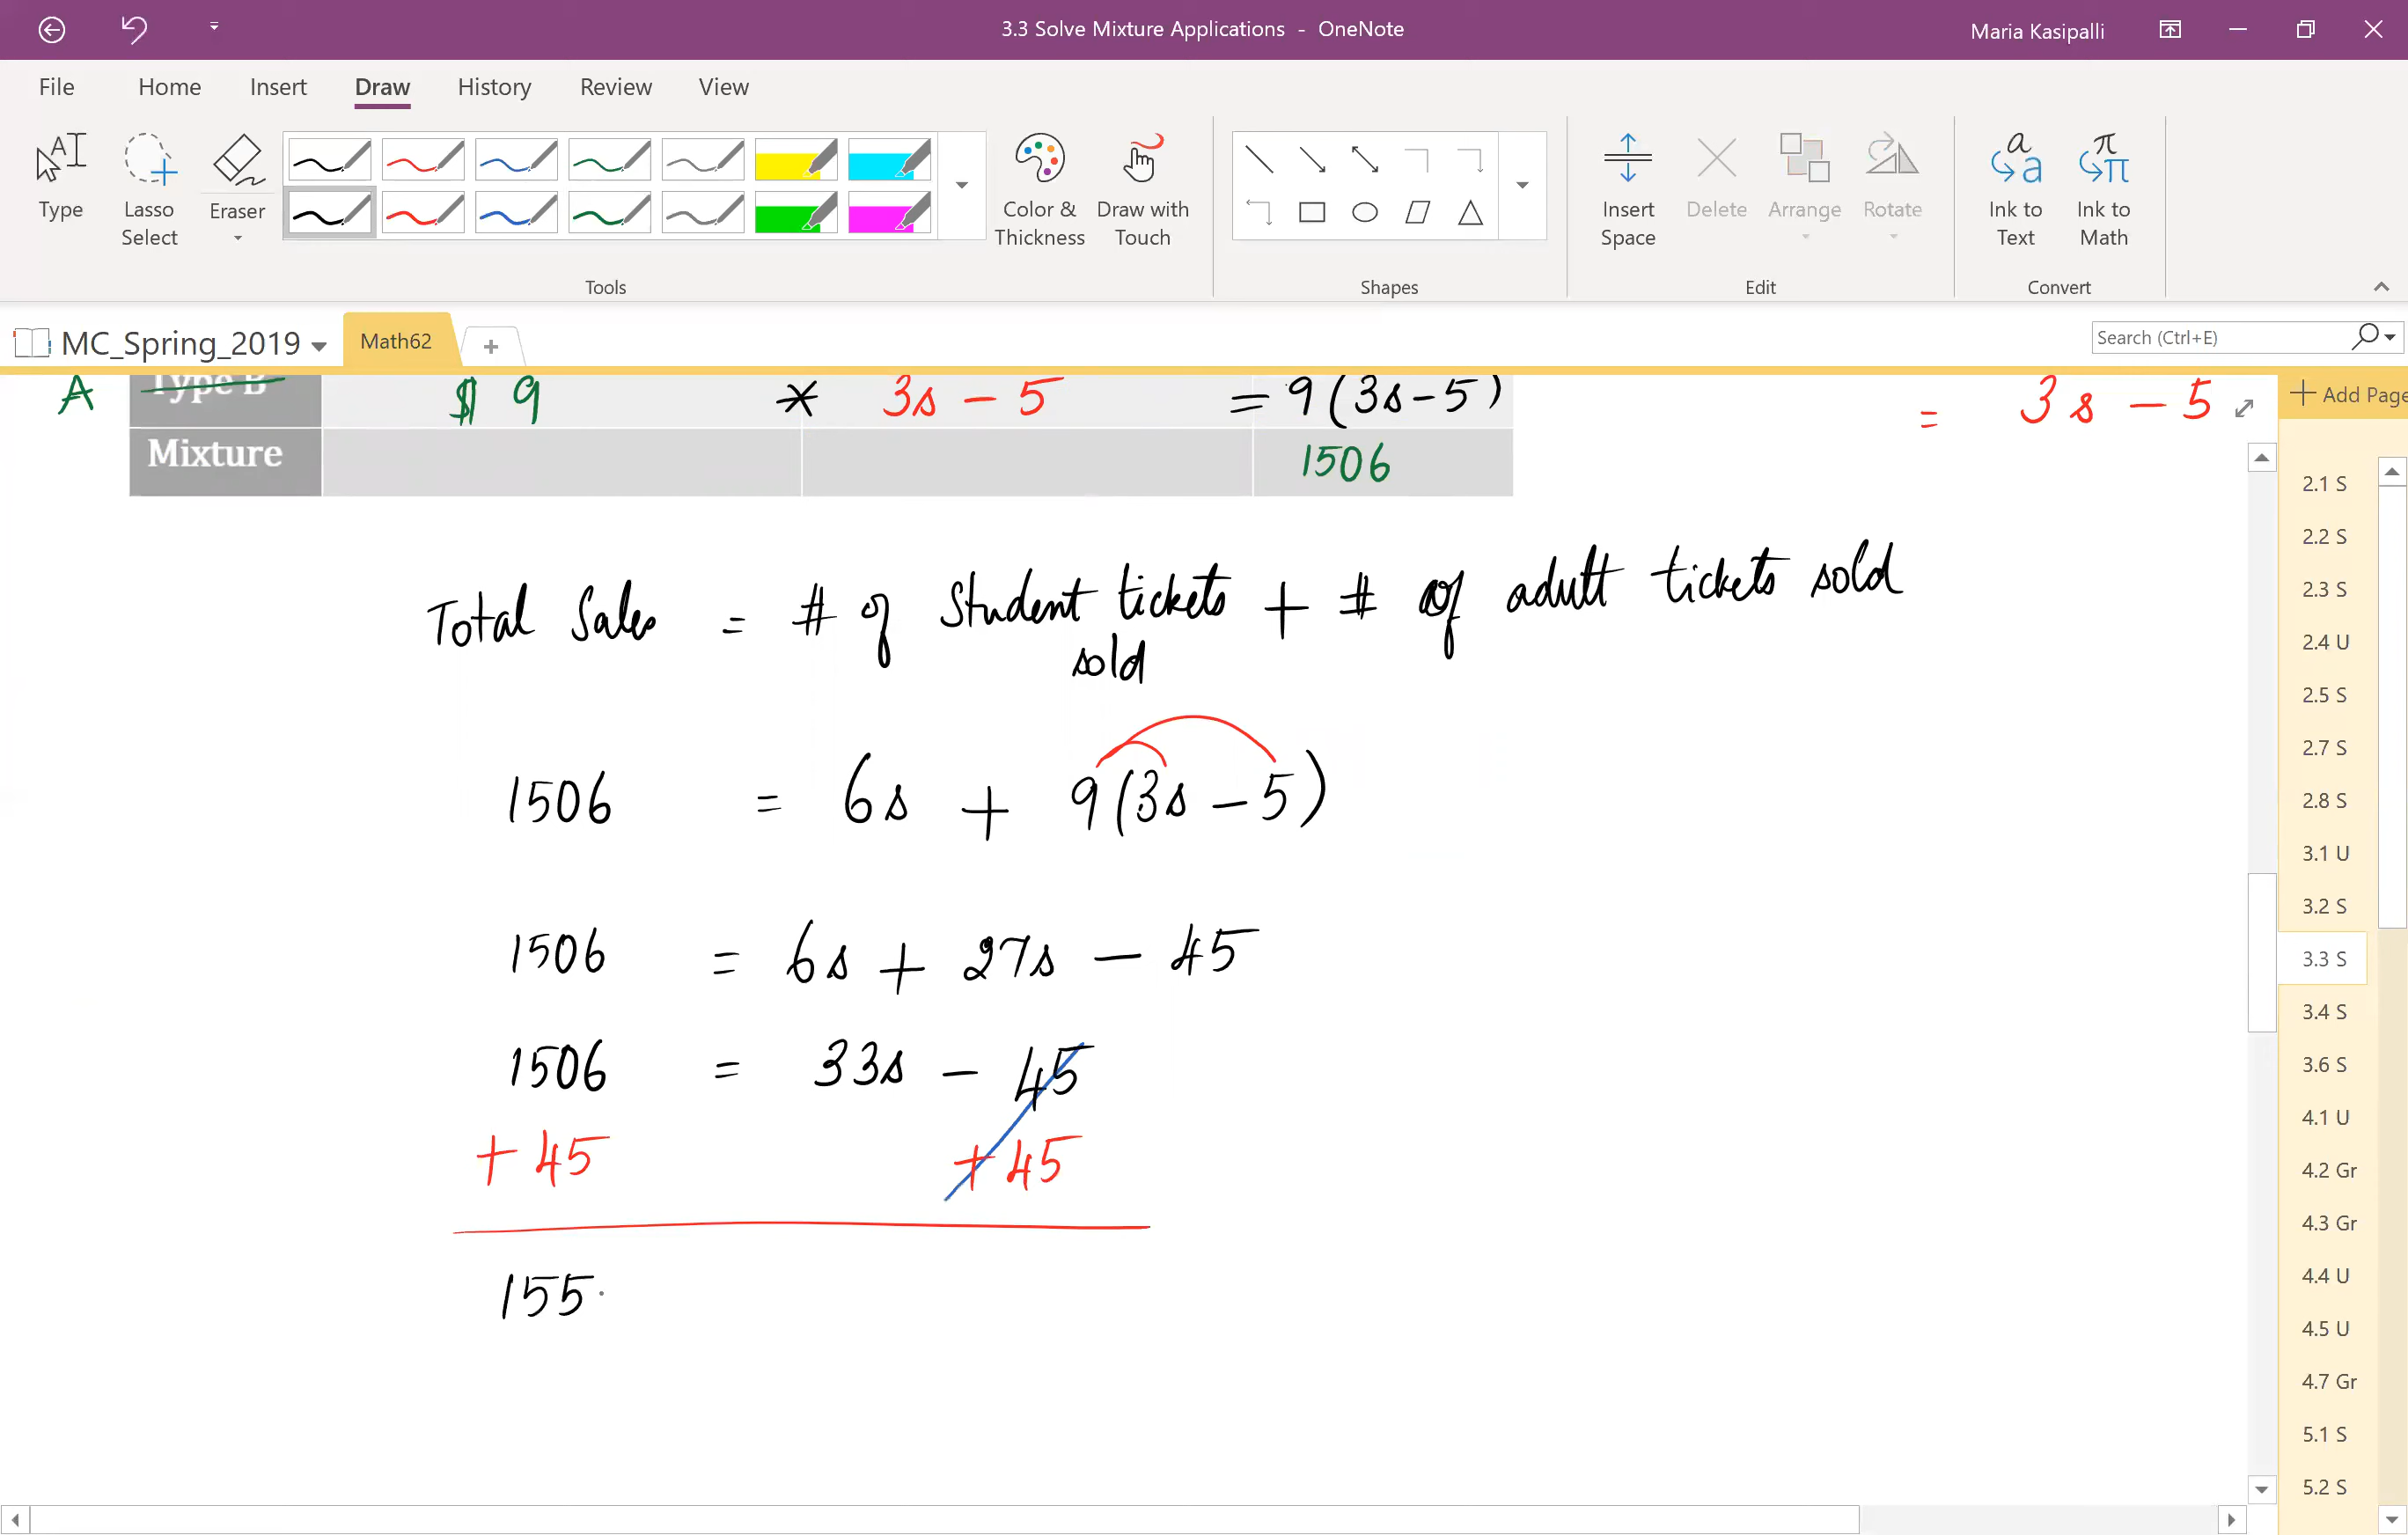 3.3 Solve Mixture Applications - OneNote
Maria Kasipalli
File Home Insert Draw History Review View
Type
Lasso Select
Eraser
Color & Thickness
Draw with Touch
Insert Space
Delete
Arrange
Rotate
Ink to Text
Ink to Math
Tools Shapes Edit Convert
MC_Spring_2019 Math62
Search (Ctrl+E)
Add Page
A Type B $ 9 * 3s - 5 = 9(3s-5) = 3s - 5
Mixture 1506
Total Sales = # of student tickets sold + # of adult tickets sold
1506 = 6s + 9(3s - 5)
1506 = 6s + 27s - 45
1506 = 33s - 45
+ 45 + 45
155
2.1 S
2.2 S
2.3 S
2.4 U
2.5 S
2.7 S
2.8 S
3.1 U
3.2 S
3.3 S
3.4 S
3.6 S
4.1 U
4.2 Gr
4.3 Gr
4.4 U
4.5 U
4.7 Gr
5.1 S
5.2 S